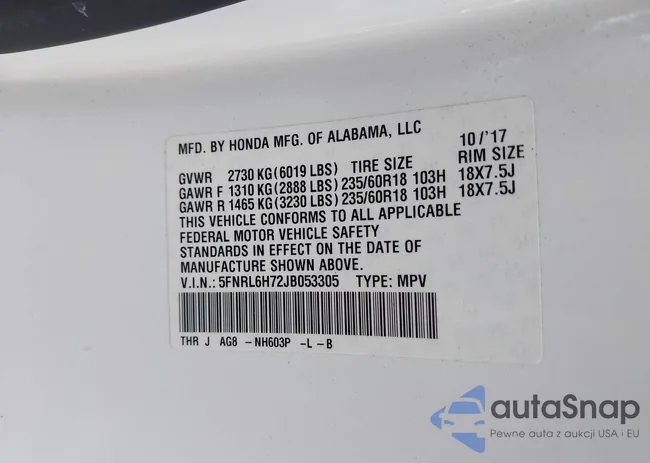 MFD. BY HONDA MFG. OF ALABAMA, LLC 10/'17
GVWR 2730 KG(6019 LBS) TIRE SIZE RIM SIZE
GAWR F 1310 KG(2888 LBS) 235/60R18 103H 18X7.5J
GAWR R 1465 KG(3230 LBS) 235/60R18 103H 18X7.5J
THIS VEHICLE CONFORMS TO ALL APPLICABLE
FEDERAL MOTOR VEHICLE SAFETY
STANDARDS IN EFFECT ON THE DATE OF
MANUFACTURE SHOWN ABOVE.
V.I.N.: 5FNRL6H72JB053305 TYPE: MPV
THR J AG8 - NH603P -L - B
autaSnap
Pewne auta z aukcji USA i EU